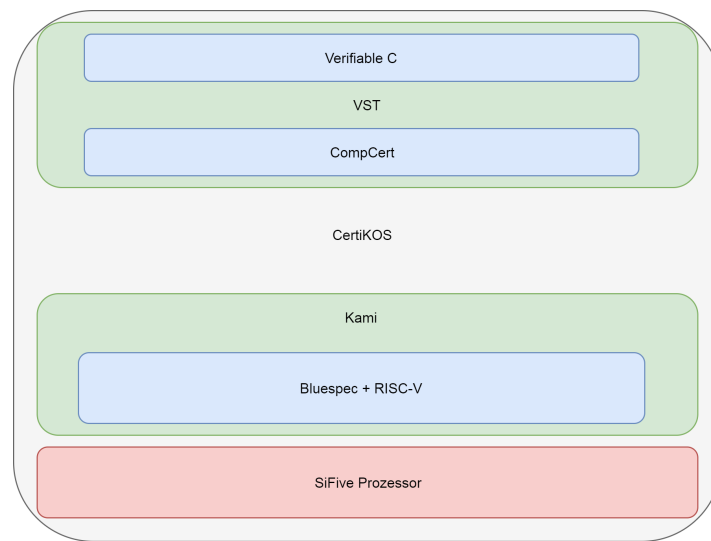 Verifiable C
VST
CompCert
CertiKOS
Kami
Bluespec + RISC-V
SiFive Prozessor